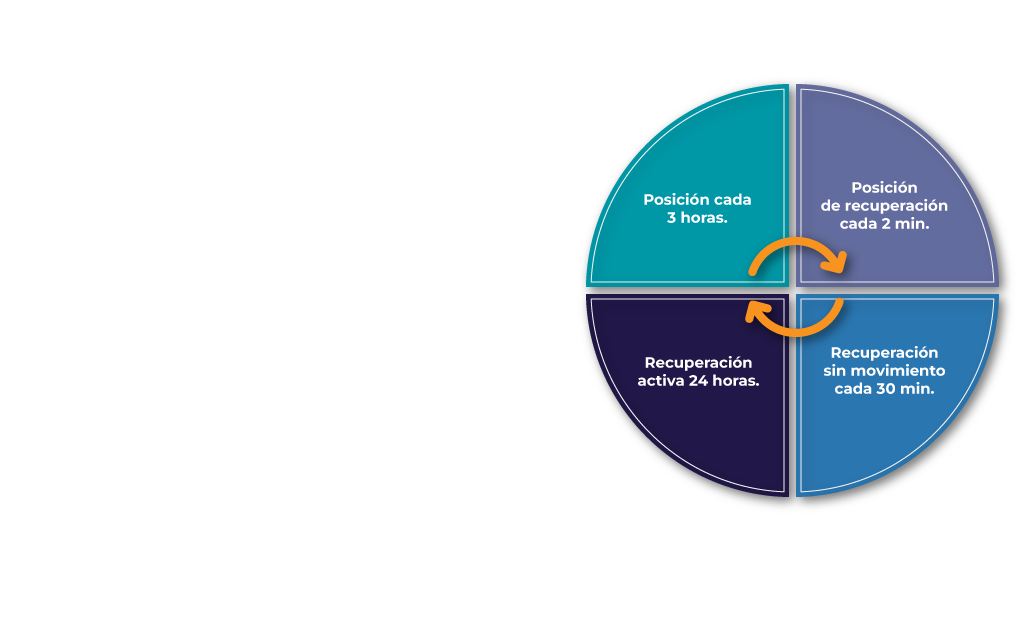 Posición cada
3 horas.
Posición
de recuperación
cada 2 min.
Recuperación
activa 24 horas.
Recuperación
sin movimiento
cada 30 min.